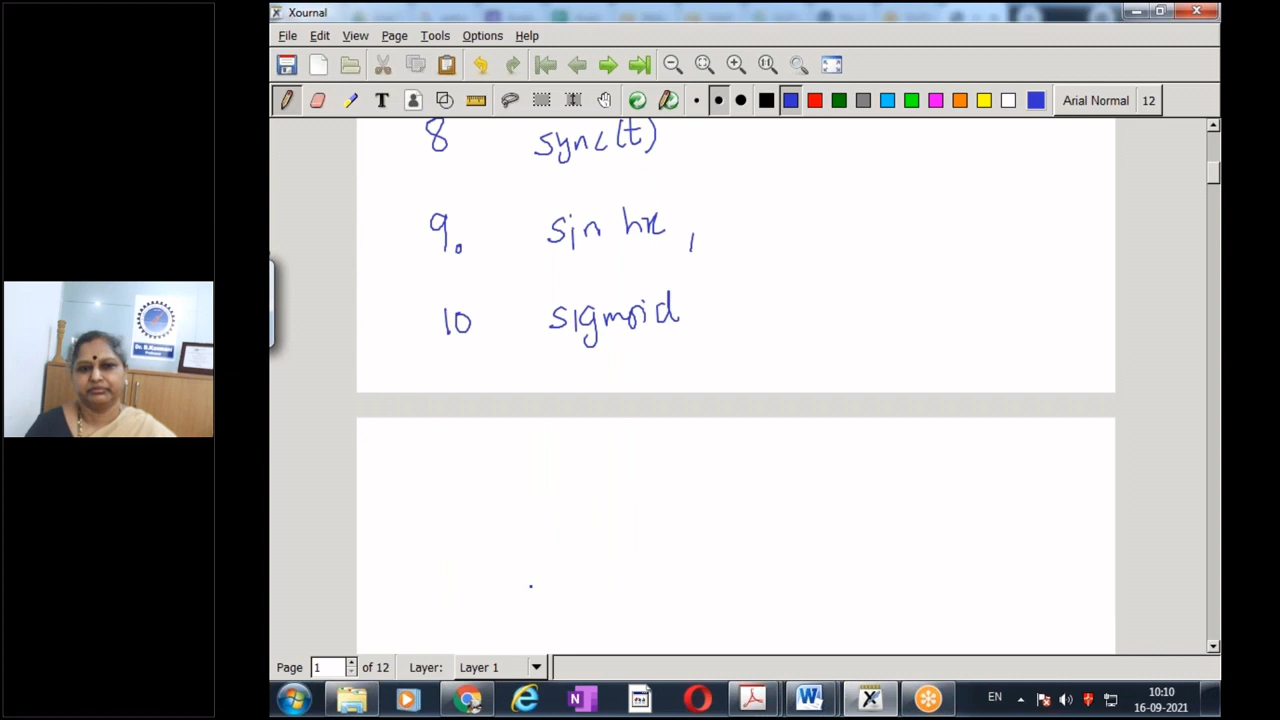 Xournal
File Edit View Page Tools Options Help
Arial Normal 12
8 sync(t)
9. sin hx ,
10 sigmoid
Page 1 of 12 Layer: Layer 1
EN 10:10
16-09-2021